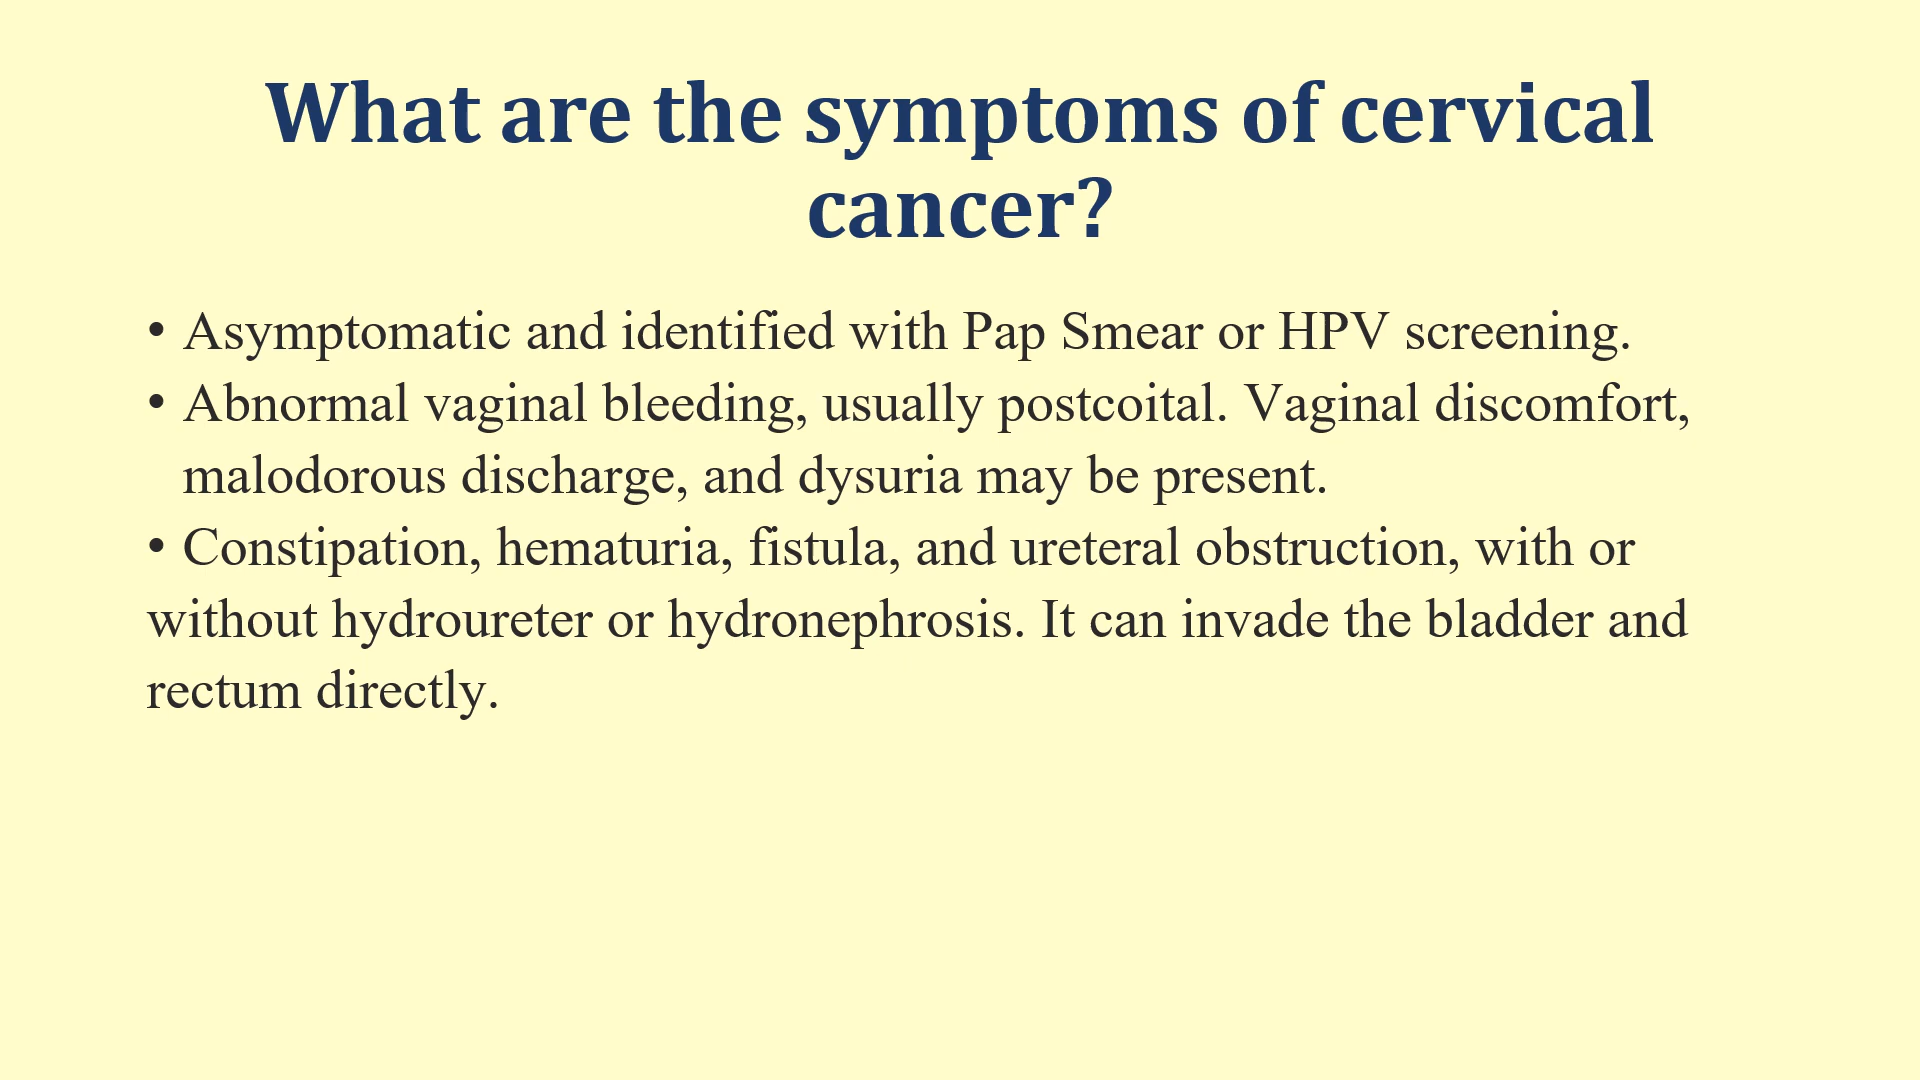 What are the symptoms of cervical
cancer?
• Asymptomatic and identified with Pap Smear or HPV screening.
• Abnormal vaginal bleeding, usually postcoital. Vaginal discomfort,
malodorous discharge, and dysuria may be present.
• Constipation, hematuria, fistula, and ureteral obstruction, with or
without hydroureter or hydronephrosis. It can invade the bladder and
rectum directly.